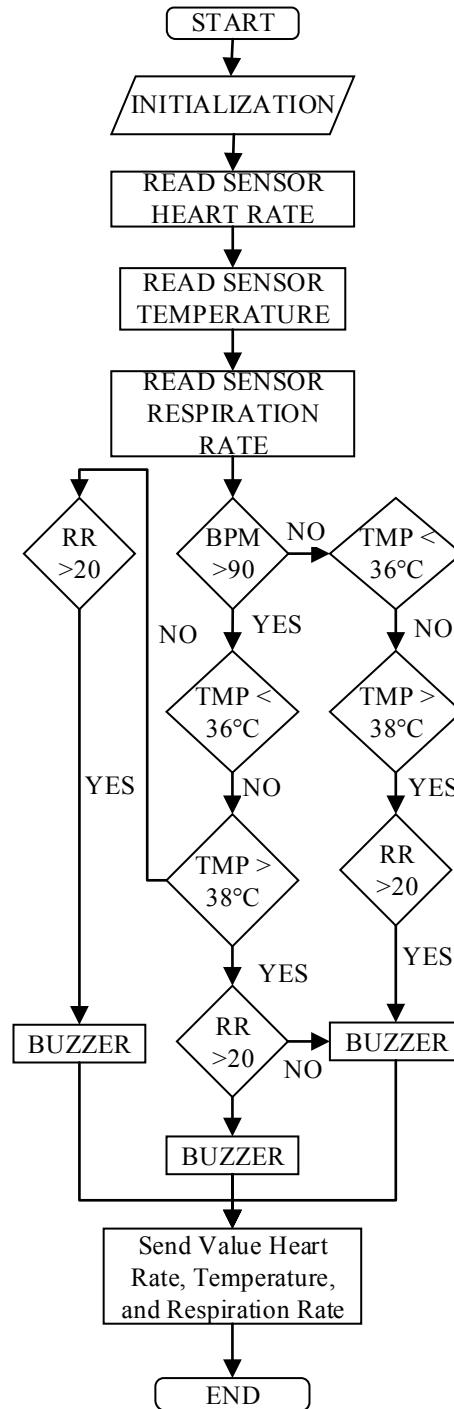 START
INITIALIZATION
READ SENSOR
HEART RATE
READ SENSOR
TEMPERATURE
READ SENSOR
RESPIRATION
RATE
RR
>20
BPM
>90
NO
TMP <
36°C
NO
YES
NO
TMP <
36°C
TMP >
38°C
YES
NO
YES
TMP >
38°C
RR
>20
YES
YES
RR
>20
NO
BUZZER
BUZZER
BUZZER
Send Value Heart
Rate, Temperature,
and Respiration Rate
END